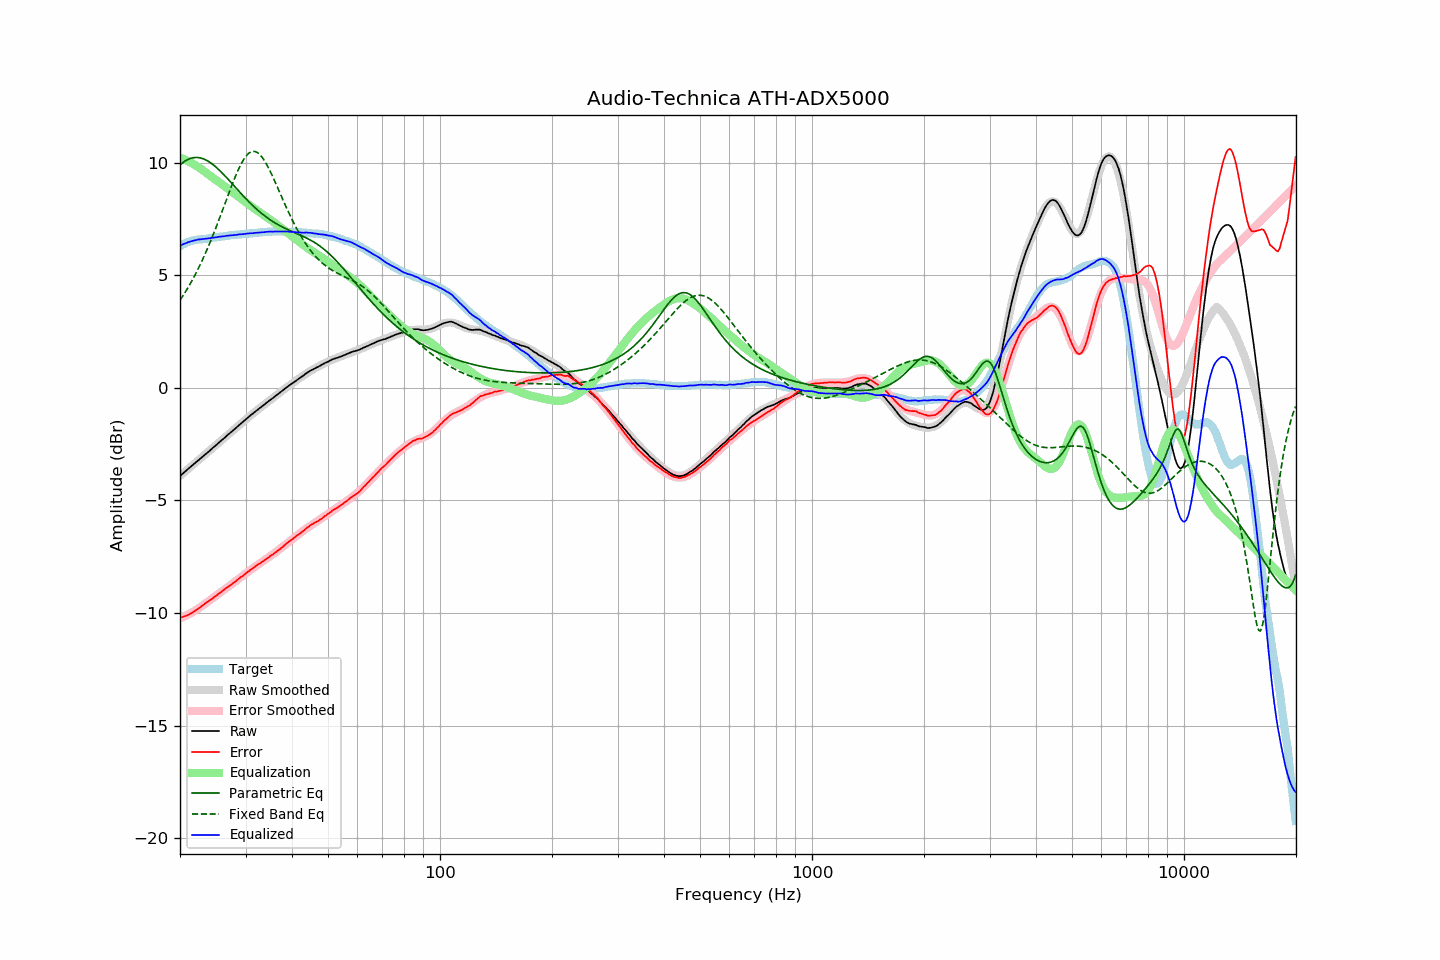 Audio-Technica ATH-ADX5000
10
5
0
−5
−10
−15
−20
Amplitude (dBr)
Target
Raw Smoothed
Error Smoothed
Raw
Error
Equalization
Parametric Eq
Fixed Band Eq
Equalized
100 1000 10000
Frequency (Hz)